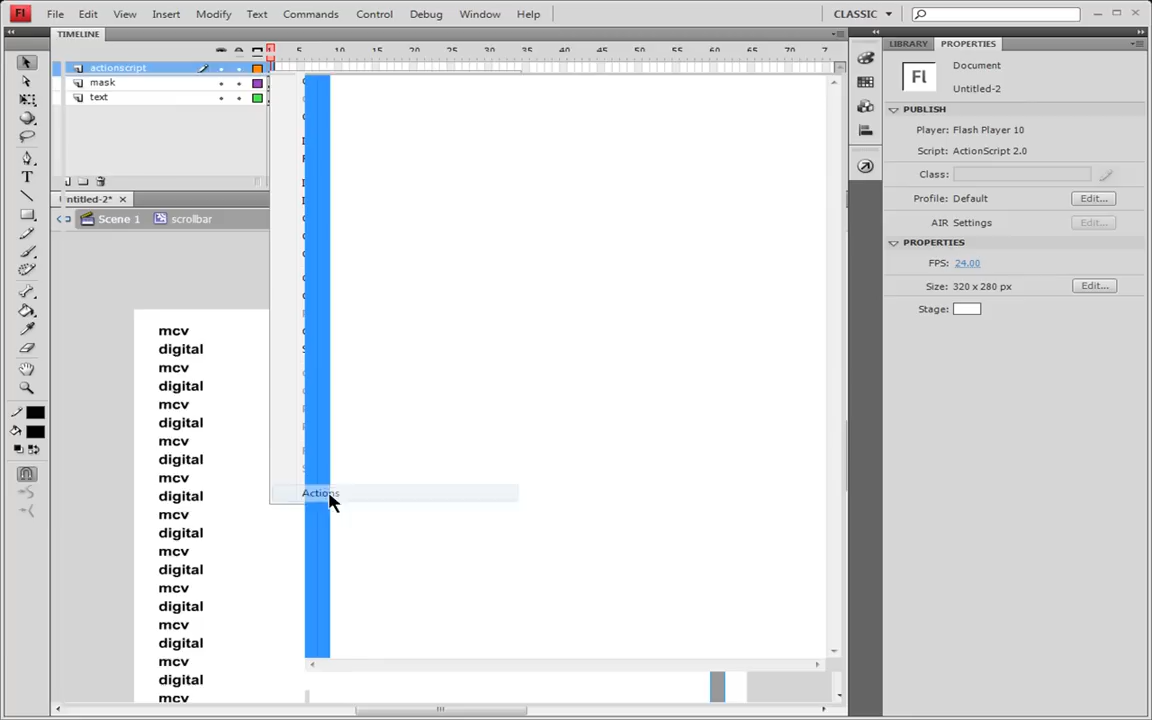 Fl File Edit View Insert Modify Text Commands Control Debug Window Help CLASSIC
TIMELINE
LIBRARY PROPERTIES
5 10 15 20 25 30 35 40 45 50 55 60 65 70 7
actionscript
mask
text
Fl Document
Untitled-2
PUBLISH
Player: Flash Player 10
Script: ActionScript 2.0
Class:
Profile: Default Edit...
AIR Settings Edit...
PROPERTIES
FPS: 24.00
Size: 320 x 280 px Edit...
Stage:
Untitled-2*
Scene 1 scrollbar
mcv
digital
mcv
digital
mcv
digital
mcv
digital
mcv
digital
mcv
digital
mcv
digital
mcv
digital
mcv
digital
mcv
digital
mcv
Actions